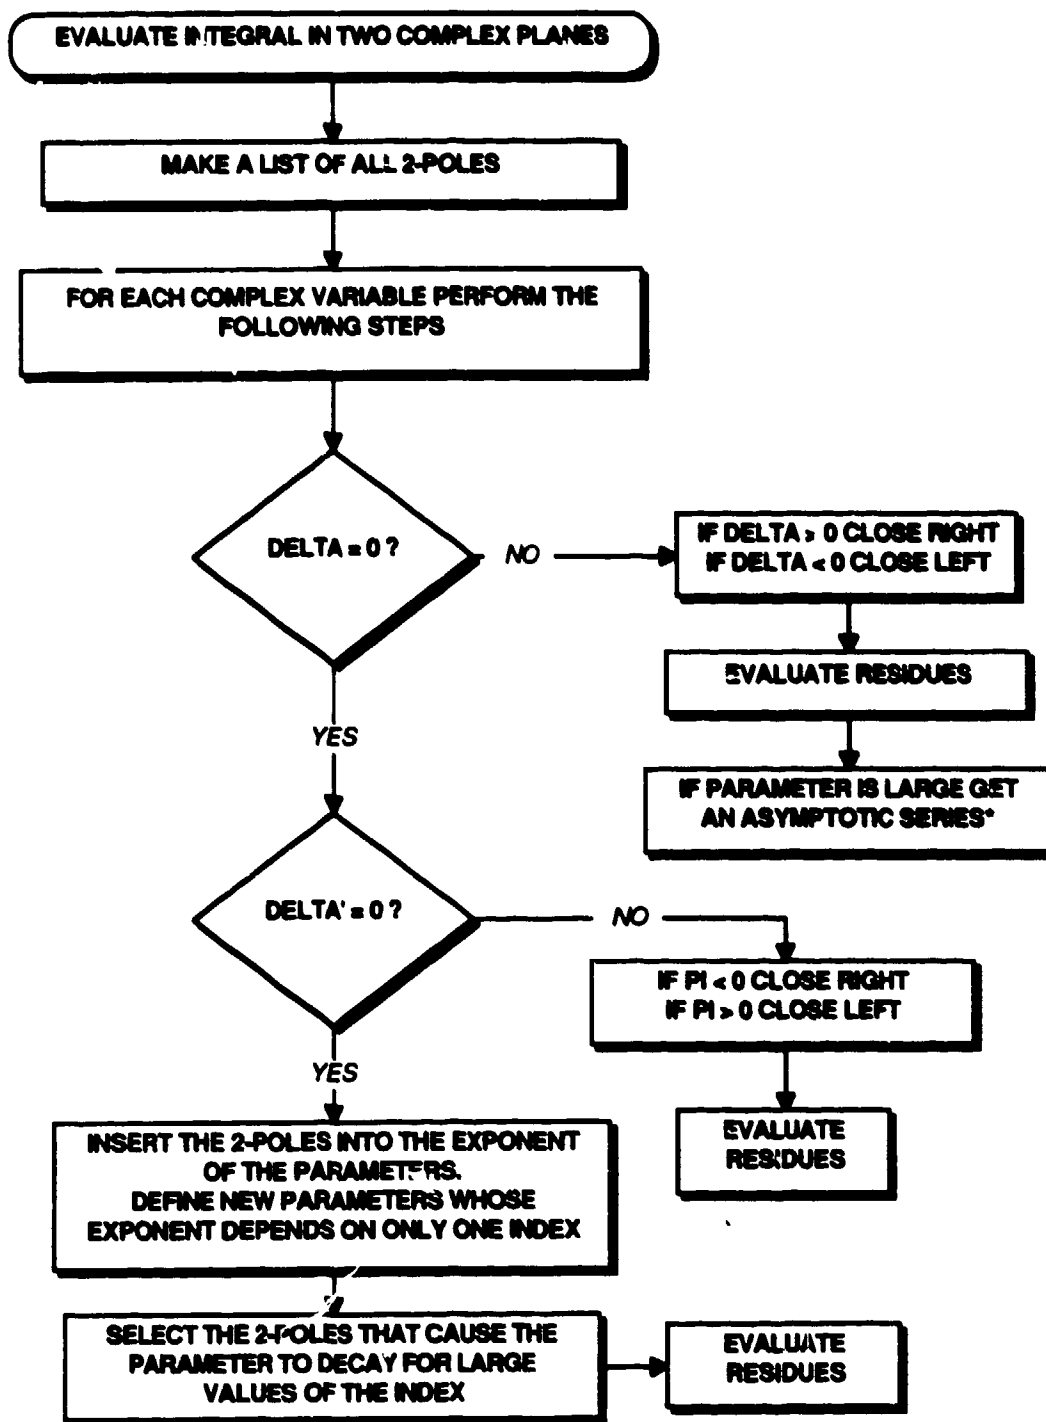 EVALUATE INTEGRAL IN TWO COMPLEX PLANES
MAKE A LIST OF ALL 2-POLES
FOR EACH COMPLEX VARIABLE PERFORM THE
FOLLOWING STEPS
DELTA = 0 ?
NO
IF DELTA > 0 CLOSE RIGHT
IF DELTA < 0 CLOSE LEFT
EVALUATE RESIDUES
IF PARAMETER IS LARGE GET
AN ASYMPTOTIC SERIES*
YES
DELTA' = 0 ?
NO
IF PI < 0 CLOSE RIGHT
IF PI > 0 CLOSE LEFT
EVALUATE
RESIDUES
YES
INSERT THE 2-POLES INTO THE EXPONENT
OF THE PARAMETERS.
DEFINE NEW PARAMETERS WHOSE
EXPONENT DEPENDS ON ONLY ONE INDEX
SELECT THE 2-POLES THAT CAUSE THE
PARAMETER TO DECAY FOR LARGE
VALUES OF THE INDEX
EVALUATE
RESIDUES